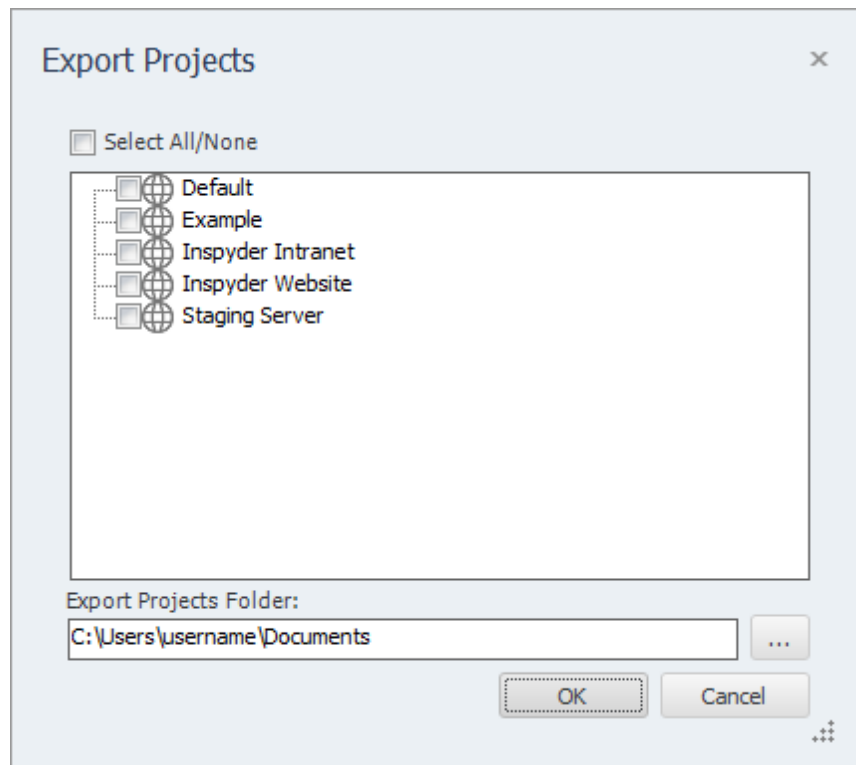 Export Projects
Select All/None
Default
Example
Inspyder Intranet
Inspyder Website
Staging Server
Export Projects Folder:
C:\Users\username\Documents
...
OK Cancel